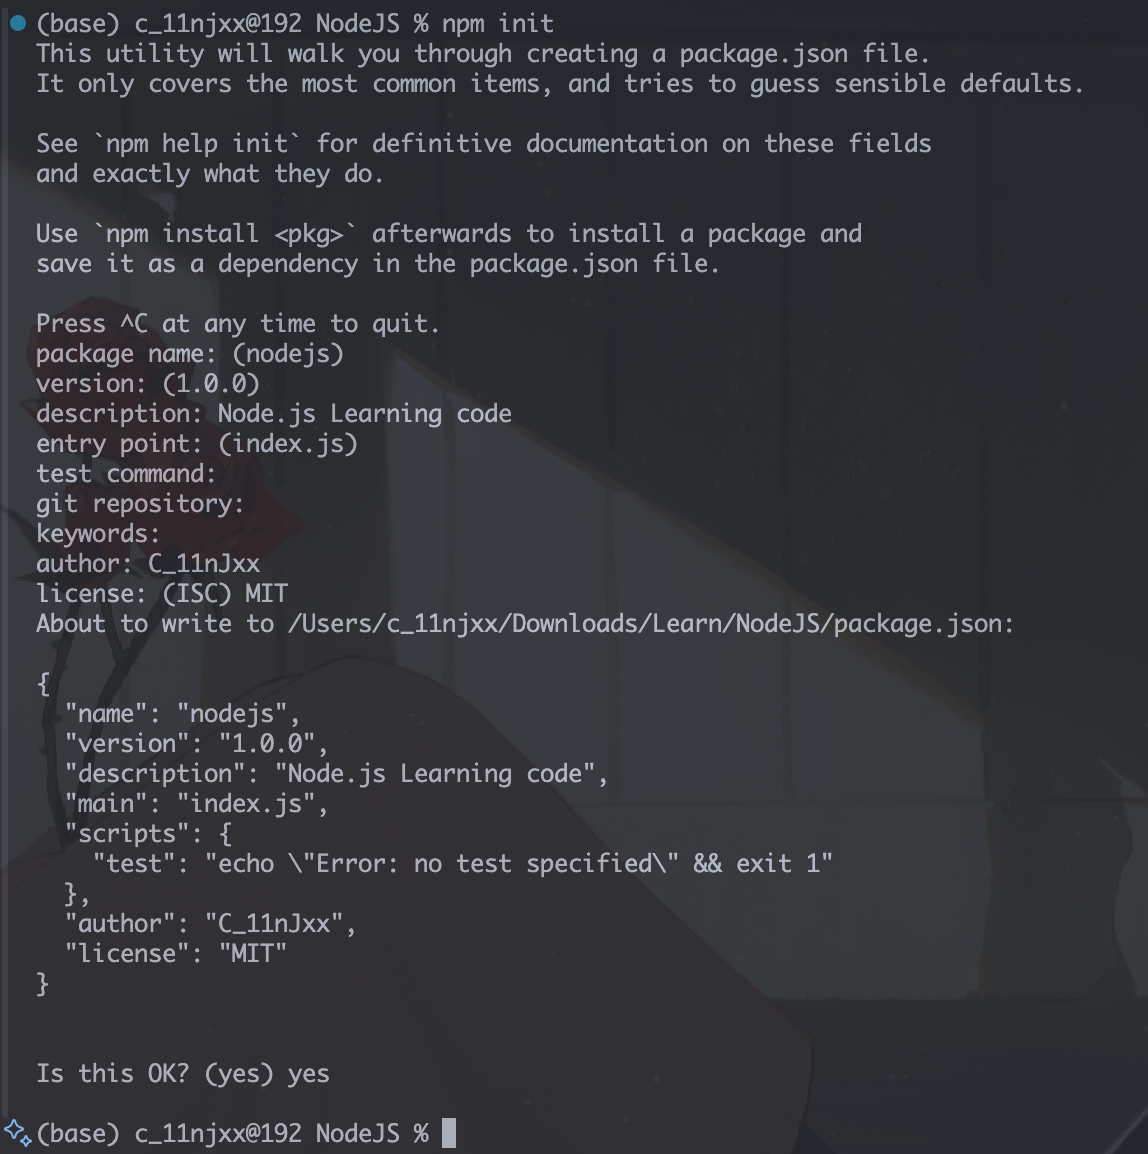 (base) c_11njxx@192 NodeJS % npm init
This utility will walk you through creating a package.json file.
It only covers the most common items, and tries to guess sensible defaults.
See `npm help init` for definitive documentation on these fields
and exactly what they do.
Use `npm install <pkg>` afterwards to install a package and
save it as a dependency in the package.json file.
Press ^C at any time to quit.
package name: (nodejs)
version: (1.0.0)
description: Node.js Learning code
entry point: (index.js)
test command:
git repository:
keywords:
author: C_11nJxx
license: (ISC) MIT
About to write to /Users/c_11njxx/Downloads/Learn/NodeJS/package.json:
{
  "name": "nodejs",
  "version": "1.0.0",
  "description": "Node.js Learning code",
  "main": "index.js",
  "scripts": {
    "test": "echo \"Error: no test specified\" && exit 1"
  },
  "author": "C_11nJxx",
  "license": "MIT"
}
Is this OK? (yes) yes
(base) c_11njxx@192 NodeJS %